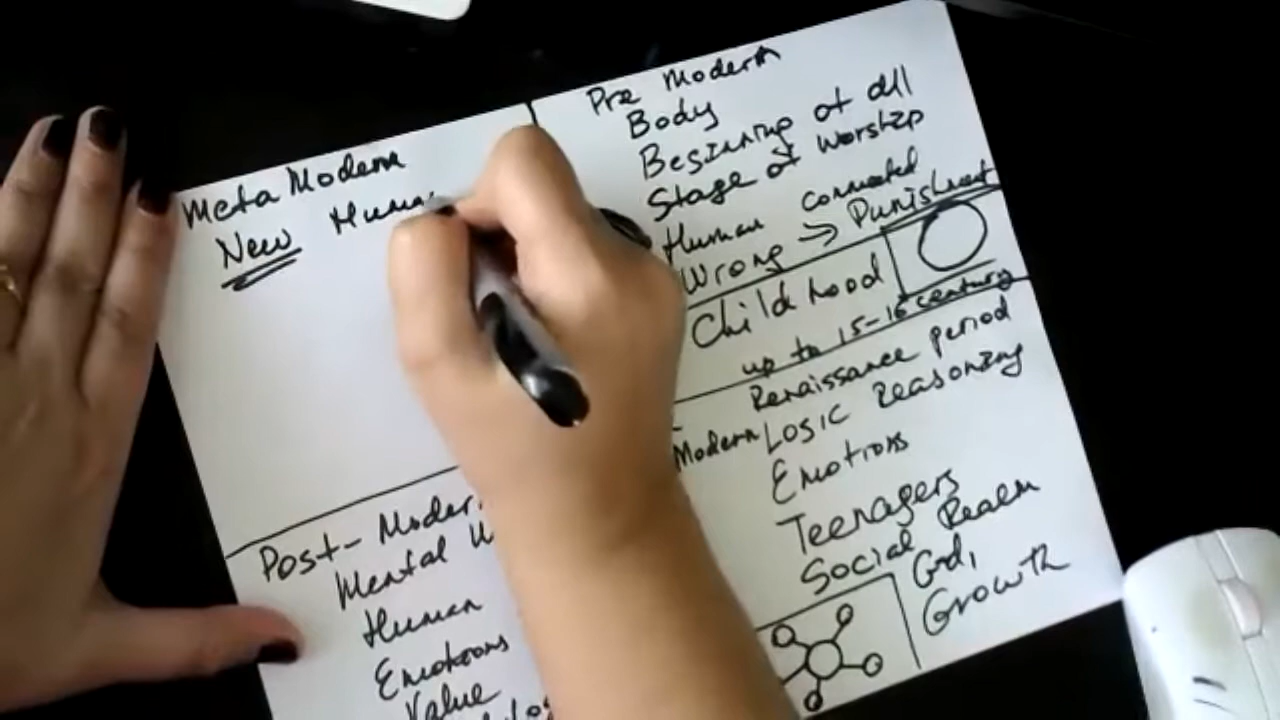 Meta Modern
New Human
Pre Modern
Body
Beginning of all
Stage of worship
Human connected
Wrong → Punishment
Childhood
up to 15-16 century
Renaissance period
Modern Logic reasoning
Emotions
Teenagers
Social Realm
God,
Growth
Post-Modern
Mental
Human
Emotions
Value